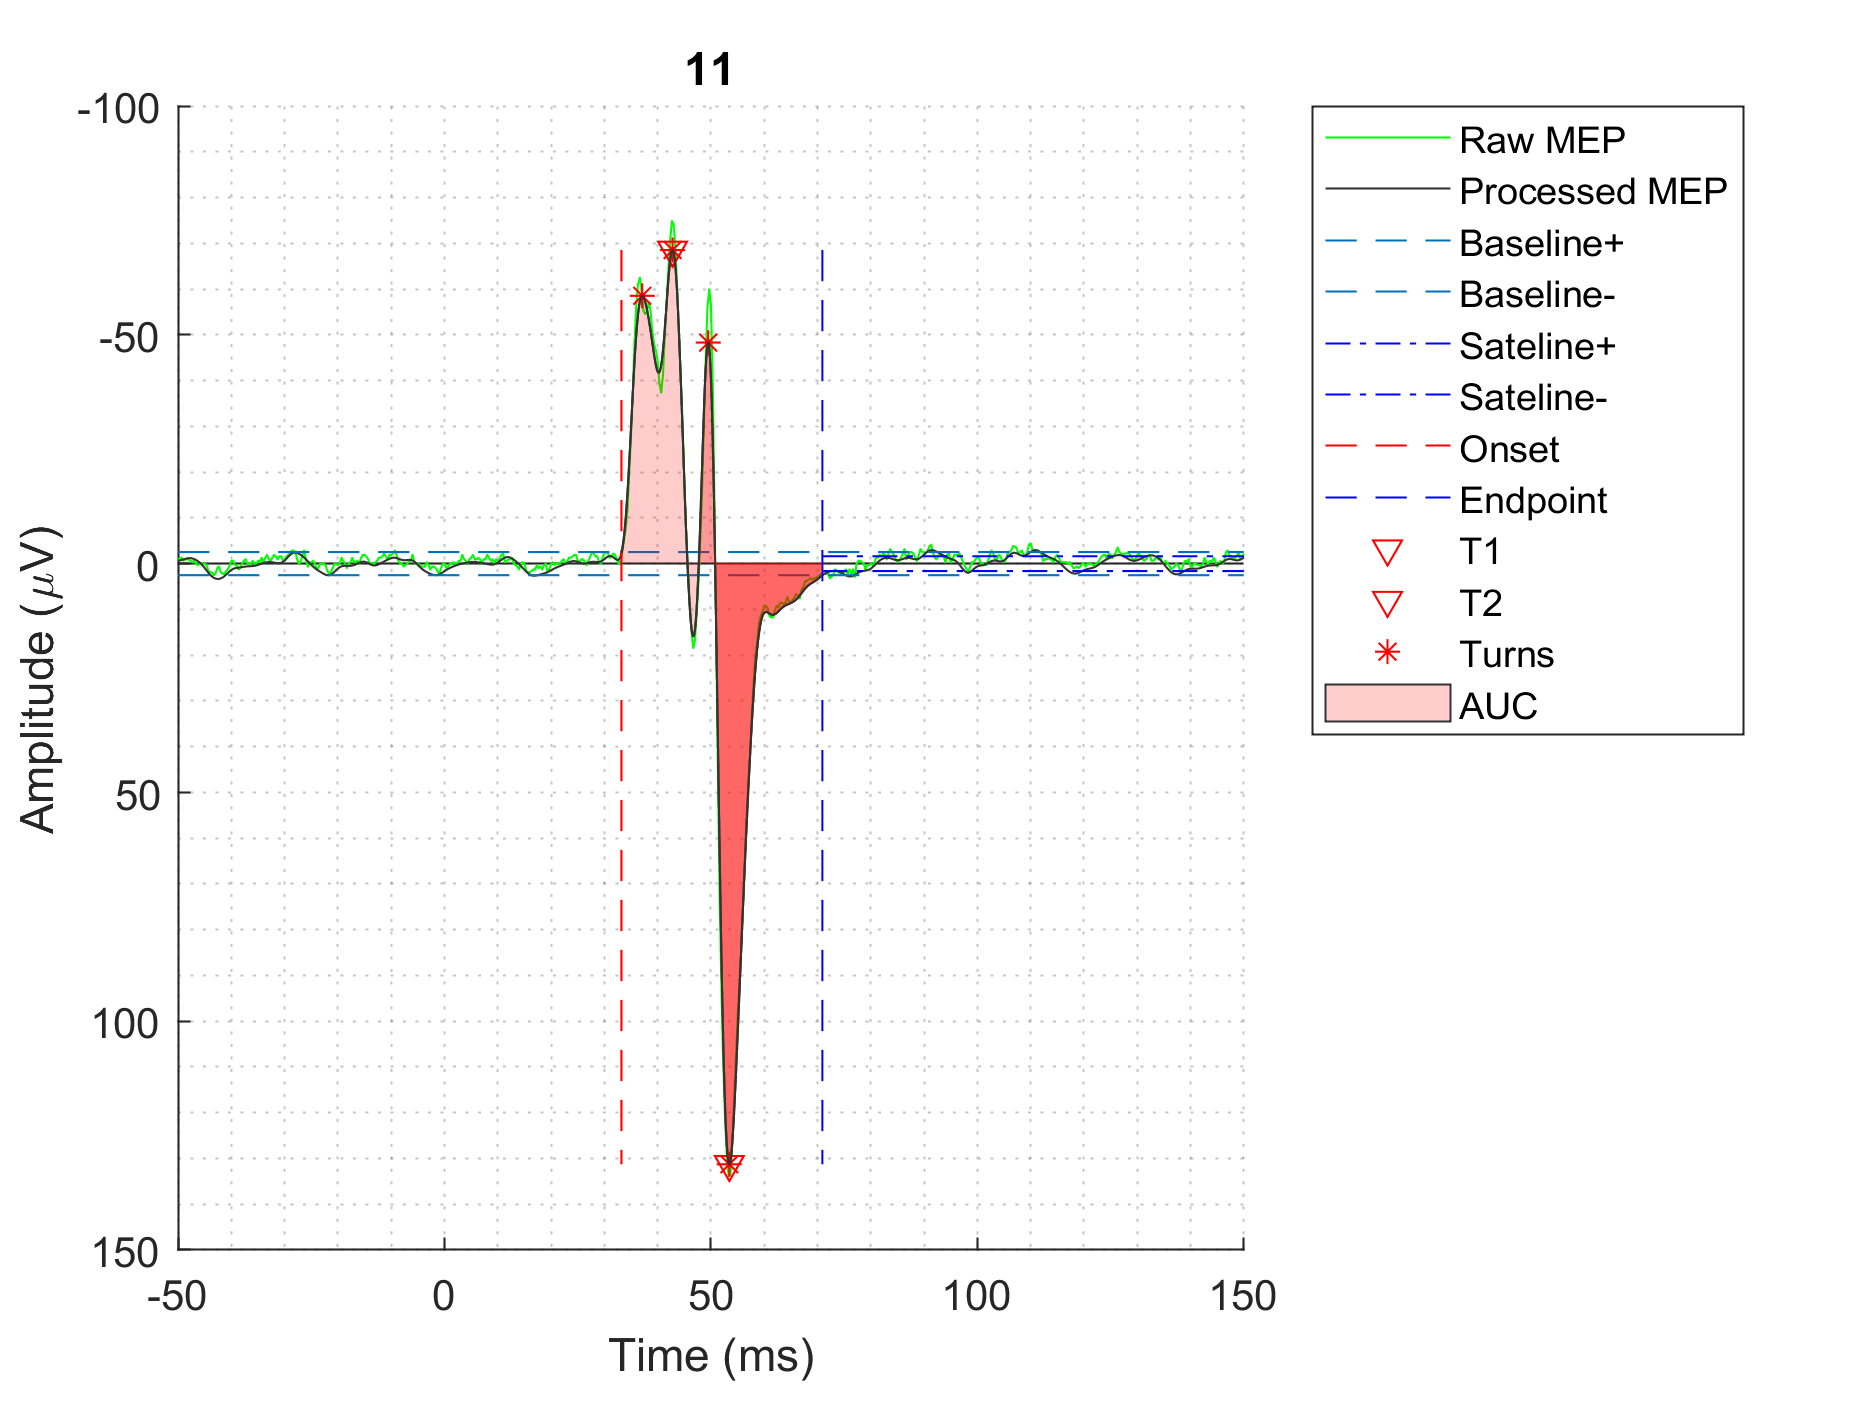 11
-100
-50
0
50
100
150
Amplitude (μV)
-50 0 50 100 150
Time (ms)
Raw MEP
Processed MEP
Baseline+
Baseline-
Sateline+
Sateline-
Onset
Endpoint
T1
T2
Turns
AUC